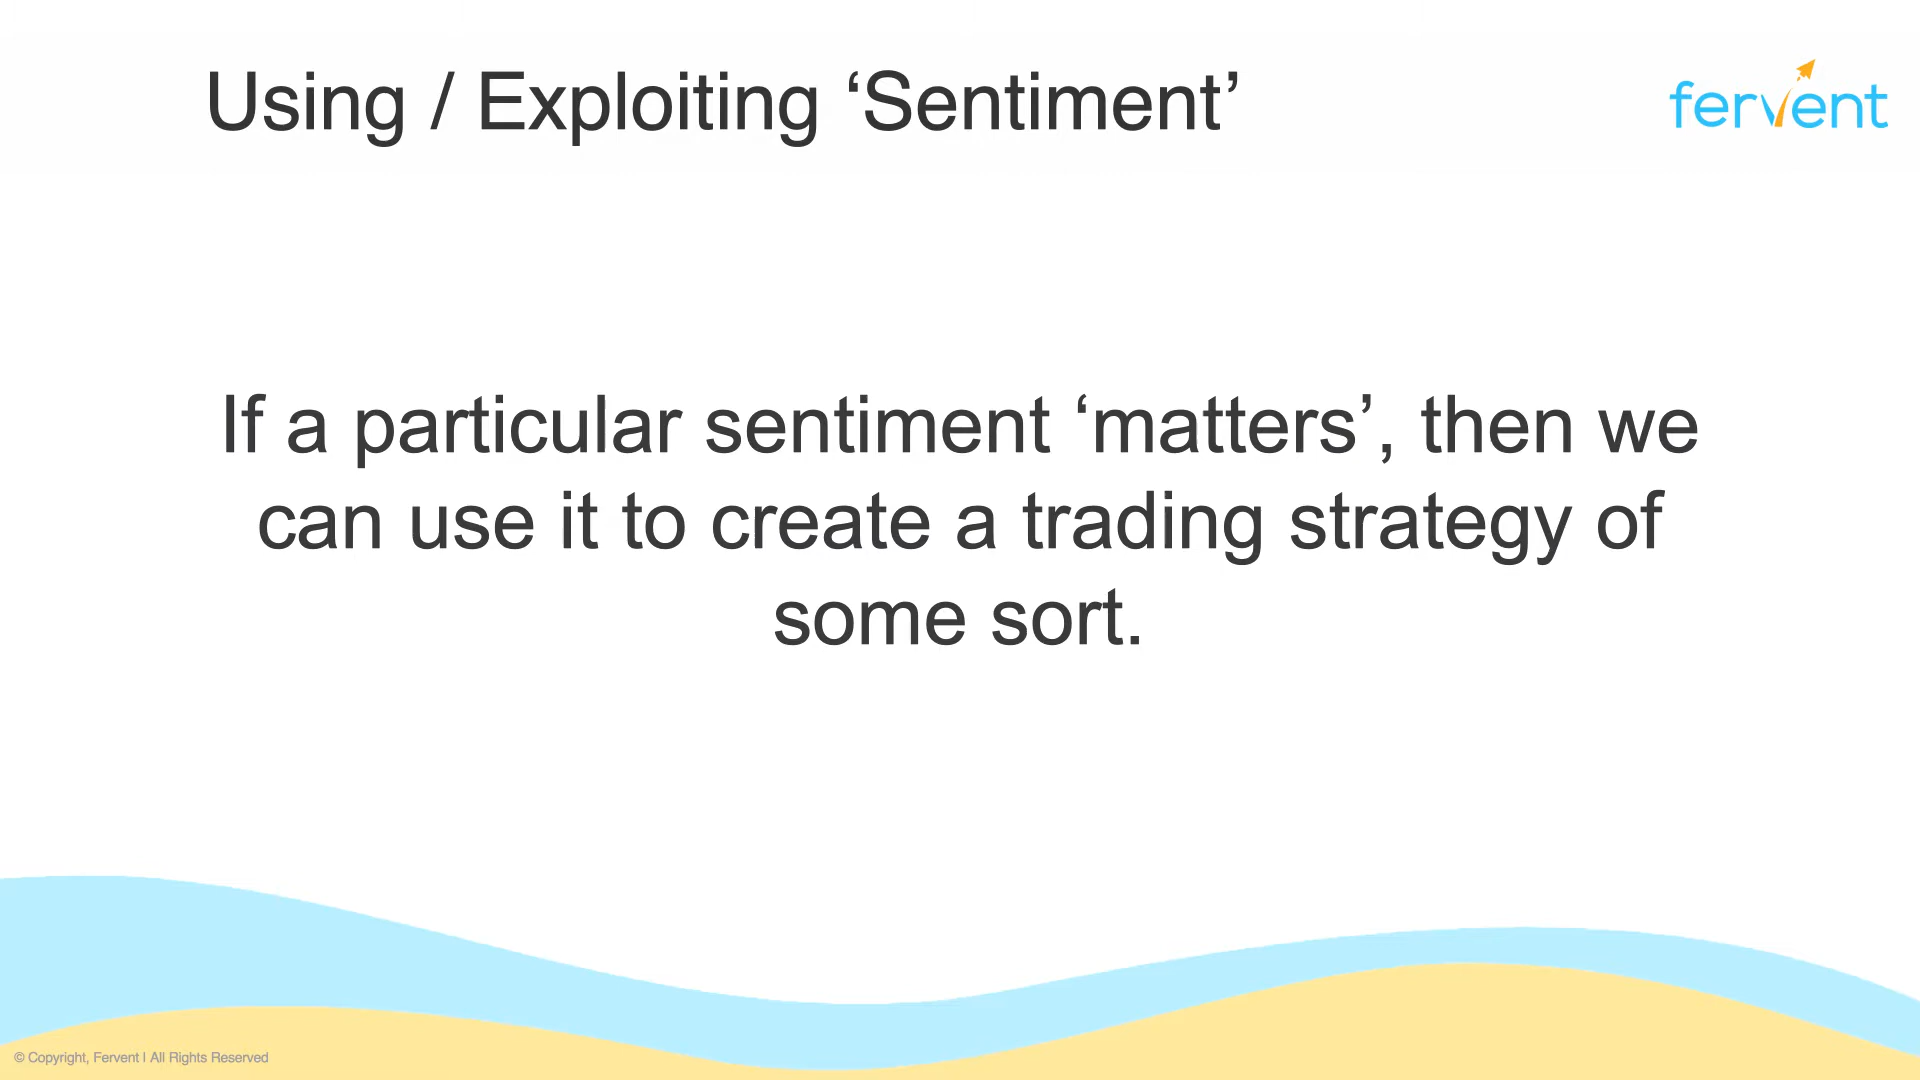 Using / Exploiting ‘Sentiment’
fervent
If a particular sentiment ‘matters’, then we
can use it to create a trading strategy of
some sort.
© Copyright, Fervent I All Rights Reserved